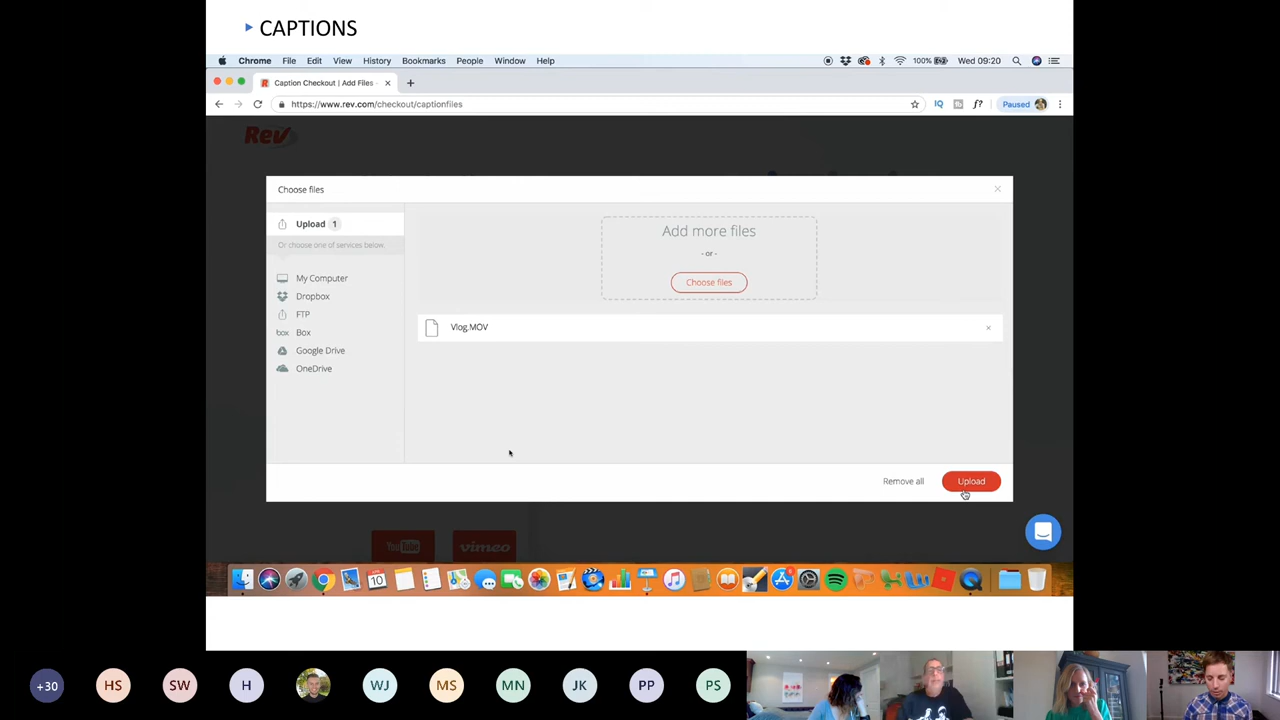 CAPTIONS
Chrome File Edit View History Bookmarks People Window Help 100% Wed 09:20
Caption Checkout | Add Files
https://www.rev.com/checkout/captionfiles IQ f? Paused
Rev
Choose files
Upload 1
Or choose one of services below.
My Computer
Dropbox
FTP
box Box
Google Drive
OneDrive
Add more files
- or -
Choose files
Vlog.MOV
Remove all Upload
YouTube vimeo
10
+30 HS SW H WJ MS MN JK PP PS